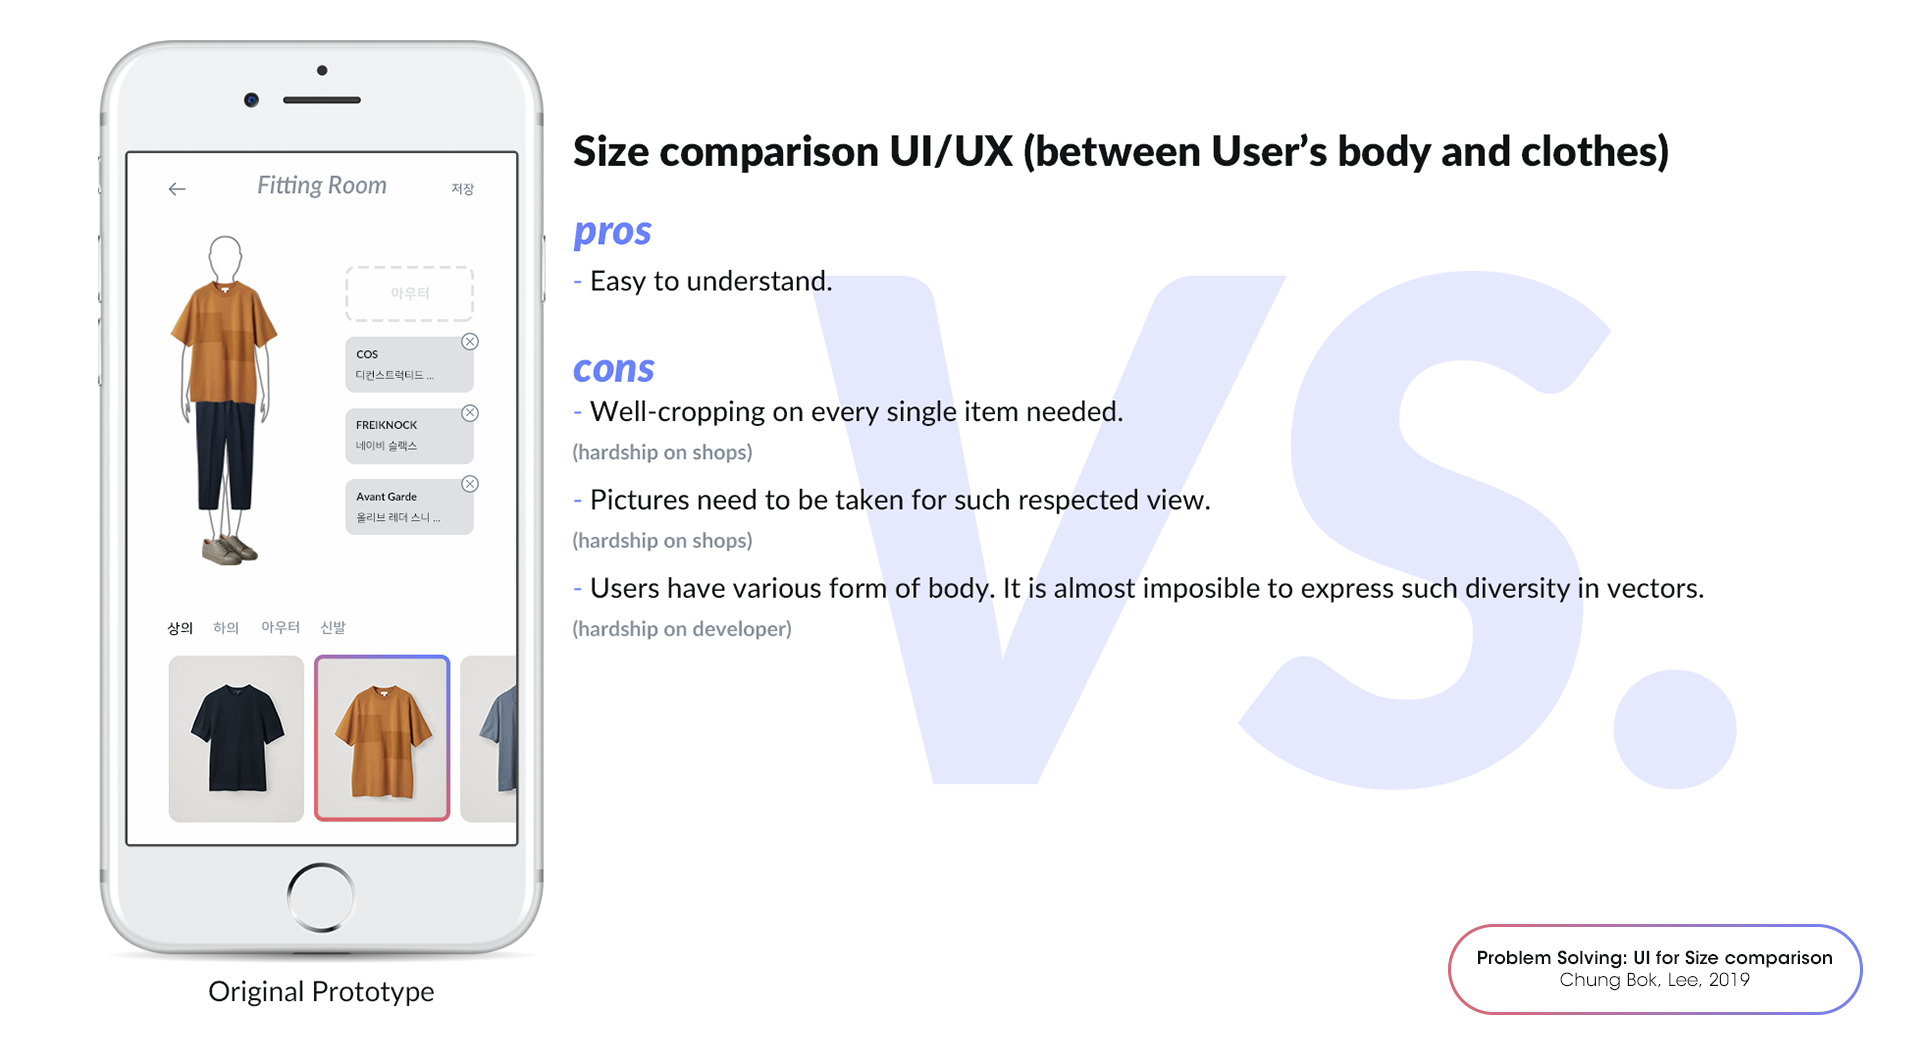 Fitting Room
저장
아우터
COS
디컨스트럭티드 ...
FREIKNOCK
네이비 슬랙스
Avant Garde
올리브 레더 스니 ...
상의 하의 아우터 신발
Original Prototype
Size comparison UI/UX (between User’s body and clothes)
pros
- Easy to understand.
cons
- Well-cropping on every single item needed.
(hardship on shops)
- Pictures need to be taken for such respected view.
(hardship on shops)
- Users have various form of body. It is almost imposible to express such diversity in vectors.
(hardship on developer)
VS.
Problem Solving: UI for Size comparison
Chung Bok, Lee, 2019